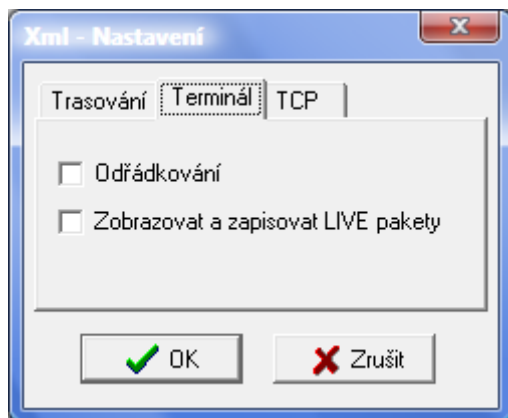 Xml - Nastavení
Trasování Terminál TCP
Odřádkování
Zobrazovat a zapisovat LIVE pakety
OK Zrušit